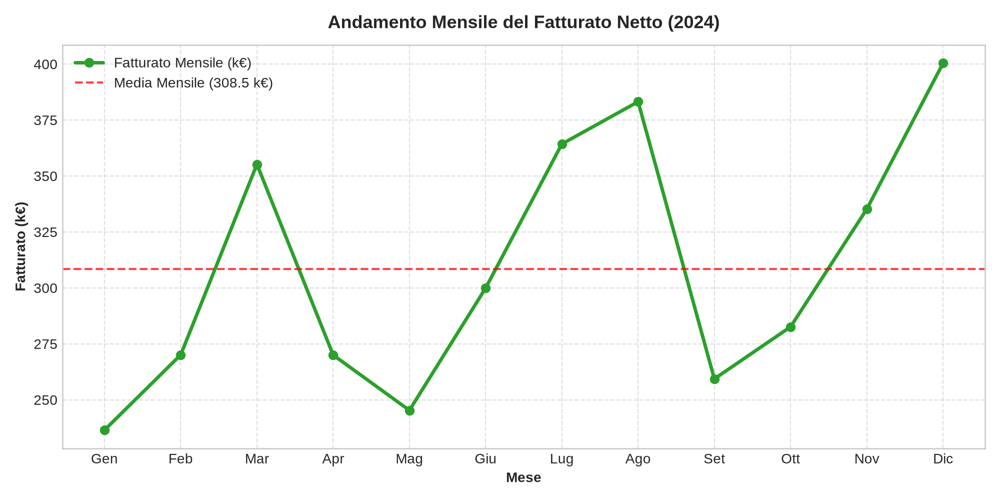 Andamento Mensile del Fatturato Netto (2024)
Fatturato Mensile (k€)
Media Mensile (308.5 k€)
Fatturato (k€)
400
375
350
325
300
275
250
Gen Feb Mar Apr Mag Giu Lug Ago Set Ott Nov Dic
Mese